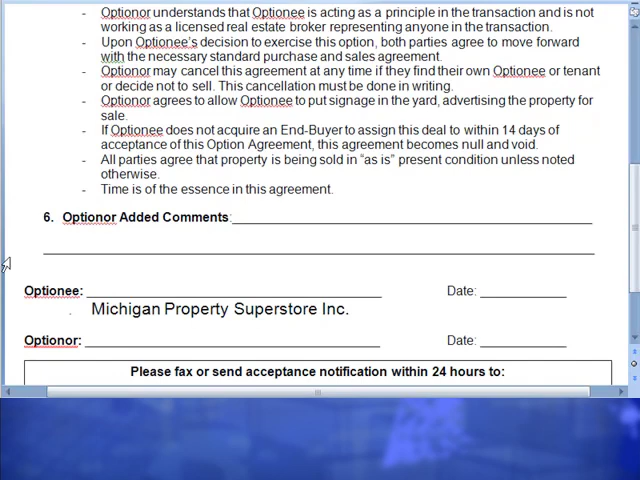 - Optionor understands that Optionee is acting as a principle in the transaction and is not
working as a licensed real estate broker representing anyone in the transaction.
- Upon Optionee's decision to exercise this option, both parties agree to move forward
with the necessary standard purchase and sales agreement.
- Optionor may cancel this agreement at any time if they find their own Optionee or tenant
or decide not to sell. This cancellation must be done in writing.
- Optionor agrees to allow Optionee to put signage in the yard, advertising the property for
sale.
- If Optionee does not acquire an End-Buyer to assign this deal to within 14 days of
acceptance of this Option Agreement, this agreement becomes null and void.
- All parties agree that property is being sold in “as is” present condition unless noted
otherwise.
- Time is of the essence in this agreement.
6. Optionor Added Comments:
Optionee: Date:
Michigan Property Superstore Inc.
Optionor: Date:
Please fax or send acceptance notification within 24 hours to: